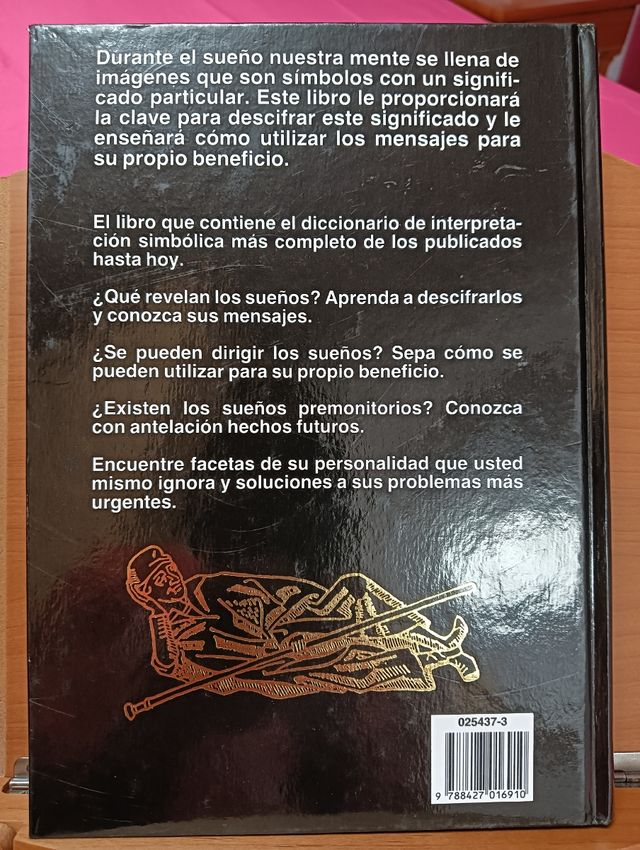 Durante el sueño nuestra mente se llena de
imágenes que son símbolos con un signifi-
cado particular. Este libro le proporcionará
la clave para descifrar este significado y le
enseñará cómo utilizar los mensajes para
su propio beneficio.
El libro que contiene el diccionario de interpreta-
ción simbólica más completo de los publicados
hasta hoy.
¿Qué revelan los sueños? Aprenda a descifrarlos
y conozca sus mensajes.
¿Se pueden dirigir los sueños? Sepa cómo se
pueden utilizar para su propio beneficio.
¿Existen los sueños premonitorios? Conozca
con antelación hechos futuros.
Encuentre facetas de su personalidad que usted
mismo ignora y soluciones a sus problemas más
urgentes.
025437-3
9 788427 016910